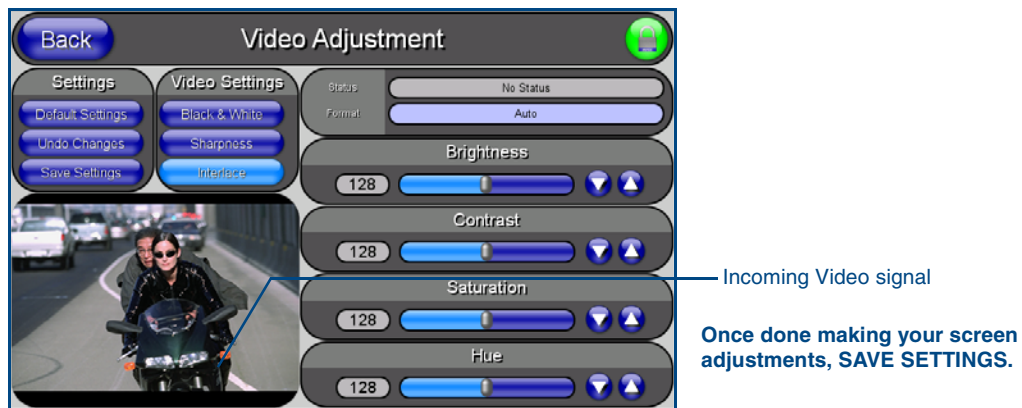 Back
Video Adjustment
Settings
Default Settings
Undo Changes
Save Settings
Video Settings
Black & White
Sharpness
Interlace
Status
No Status
Format
Auto
Brightness
128
Contrast
128
Saturation
128
Hue
128
Incoming Video signal
Once done making your screen
adjustments, SAVE SETTINGS.